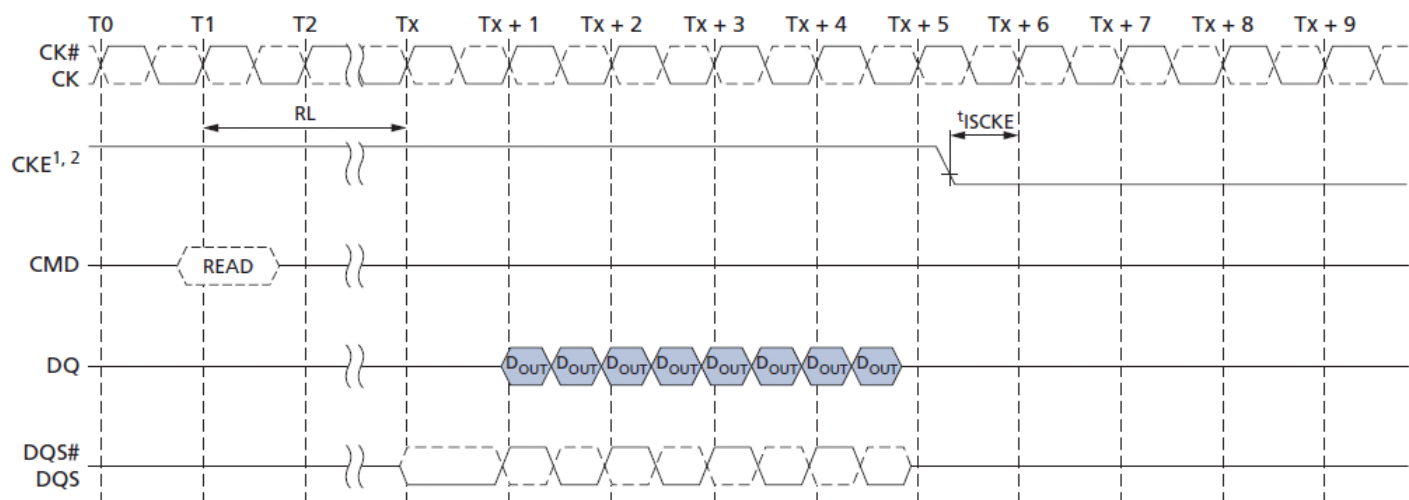 T0 T1 T2 Tx Tx + 1 Tx + 2 Tx + 3 Tx + 4 Tx + 5 Tx + 6 Tx + 7 Tx + 8 Tx + 9
CK#
CK
RL
tISCKE
CKE1, 2
CMD READ
DQ DOUT DOUT DOUT DOUT DOUT DOUT DOUT DOUT
DQS#
DQS